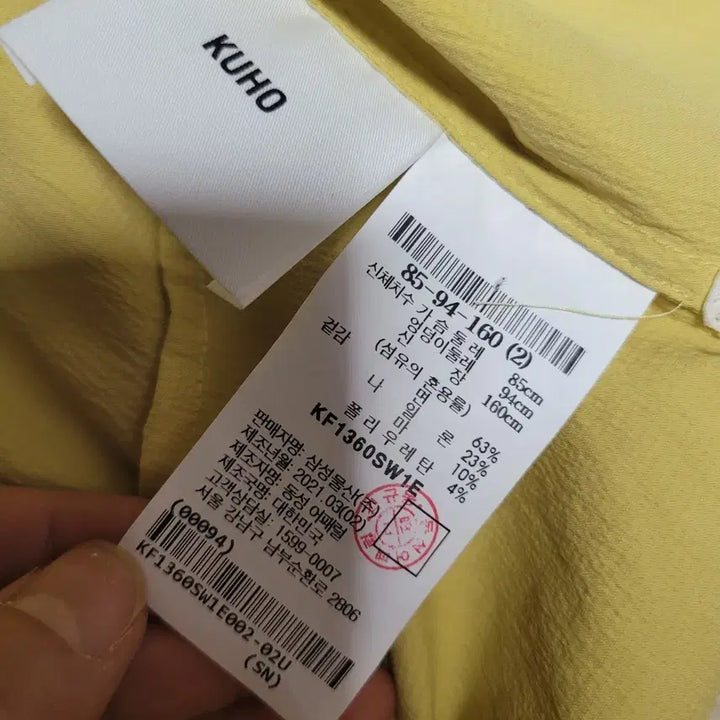 KUHO
85-94-160 (2)
신체치수 가슴둘레 85cm
엉덩이둘레 94cm
신 장 160cm
겉감 (섬유의 혼용률)
나 일 론 63%
면 23%
마 10%
폴리우레탄 4%
KF1360SW1E
판매자명: 삼성물산(주)
제조년월: 2021.03(02)
제조자명: 동성 어패럴
제조국명: 대한민국
고객상담실: 1599-0007
서울 강남구 남부순환로 2806
(00094)
KF1360SW1E002-02U
(SN)